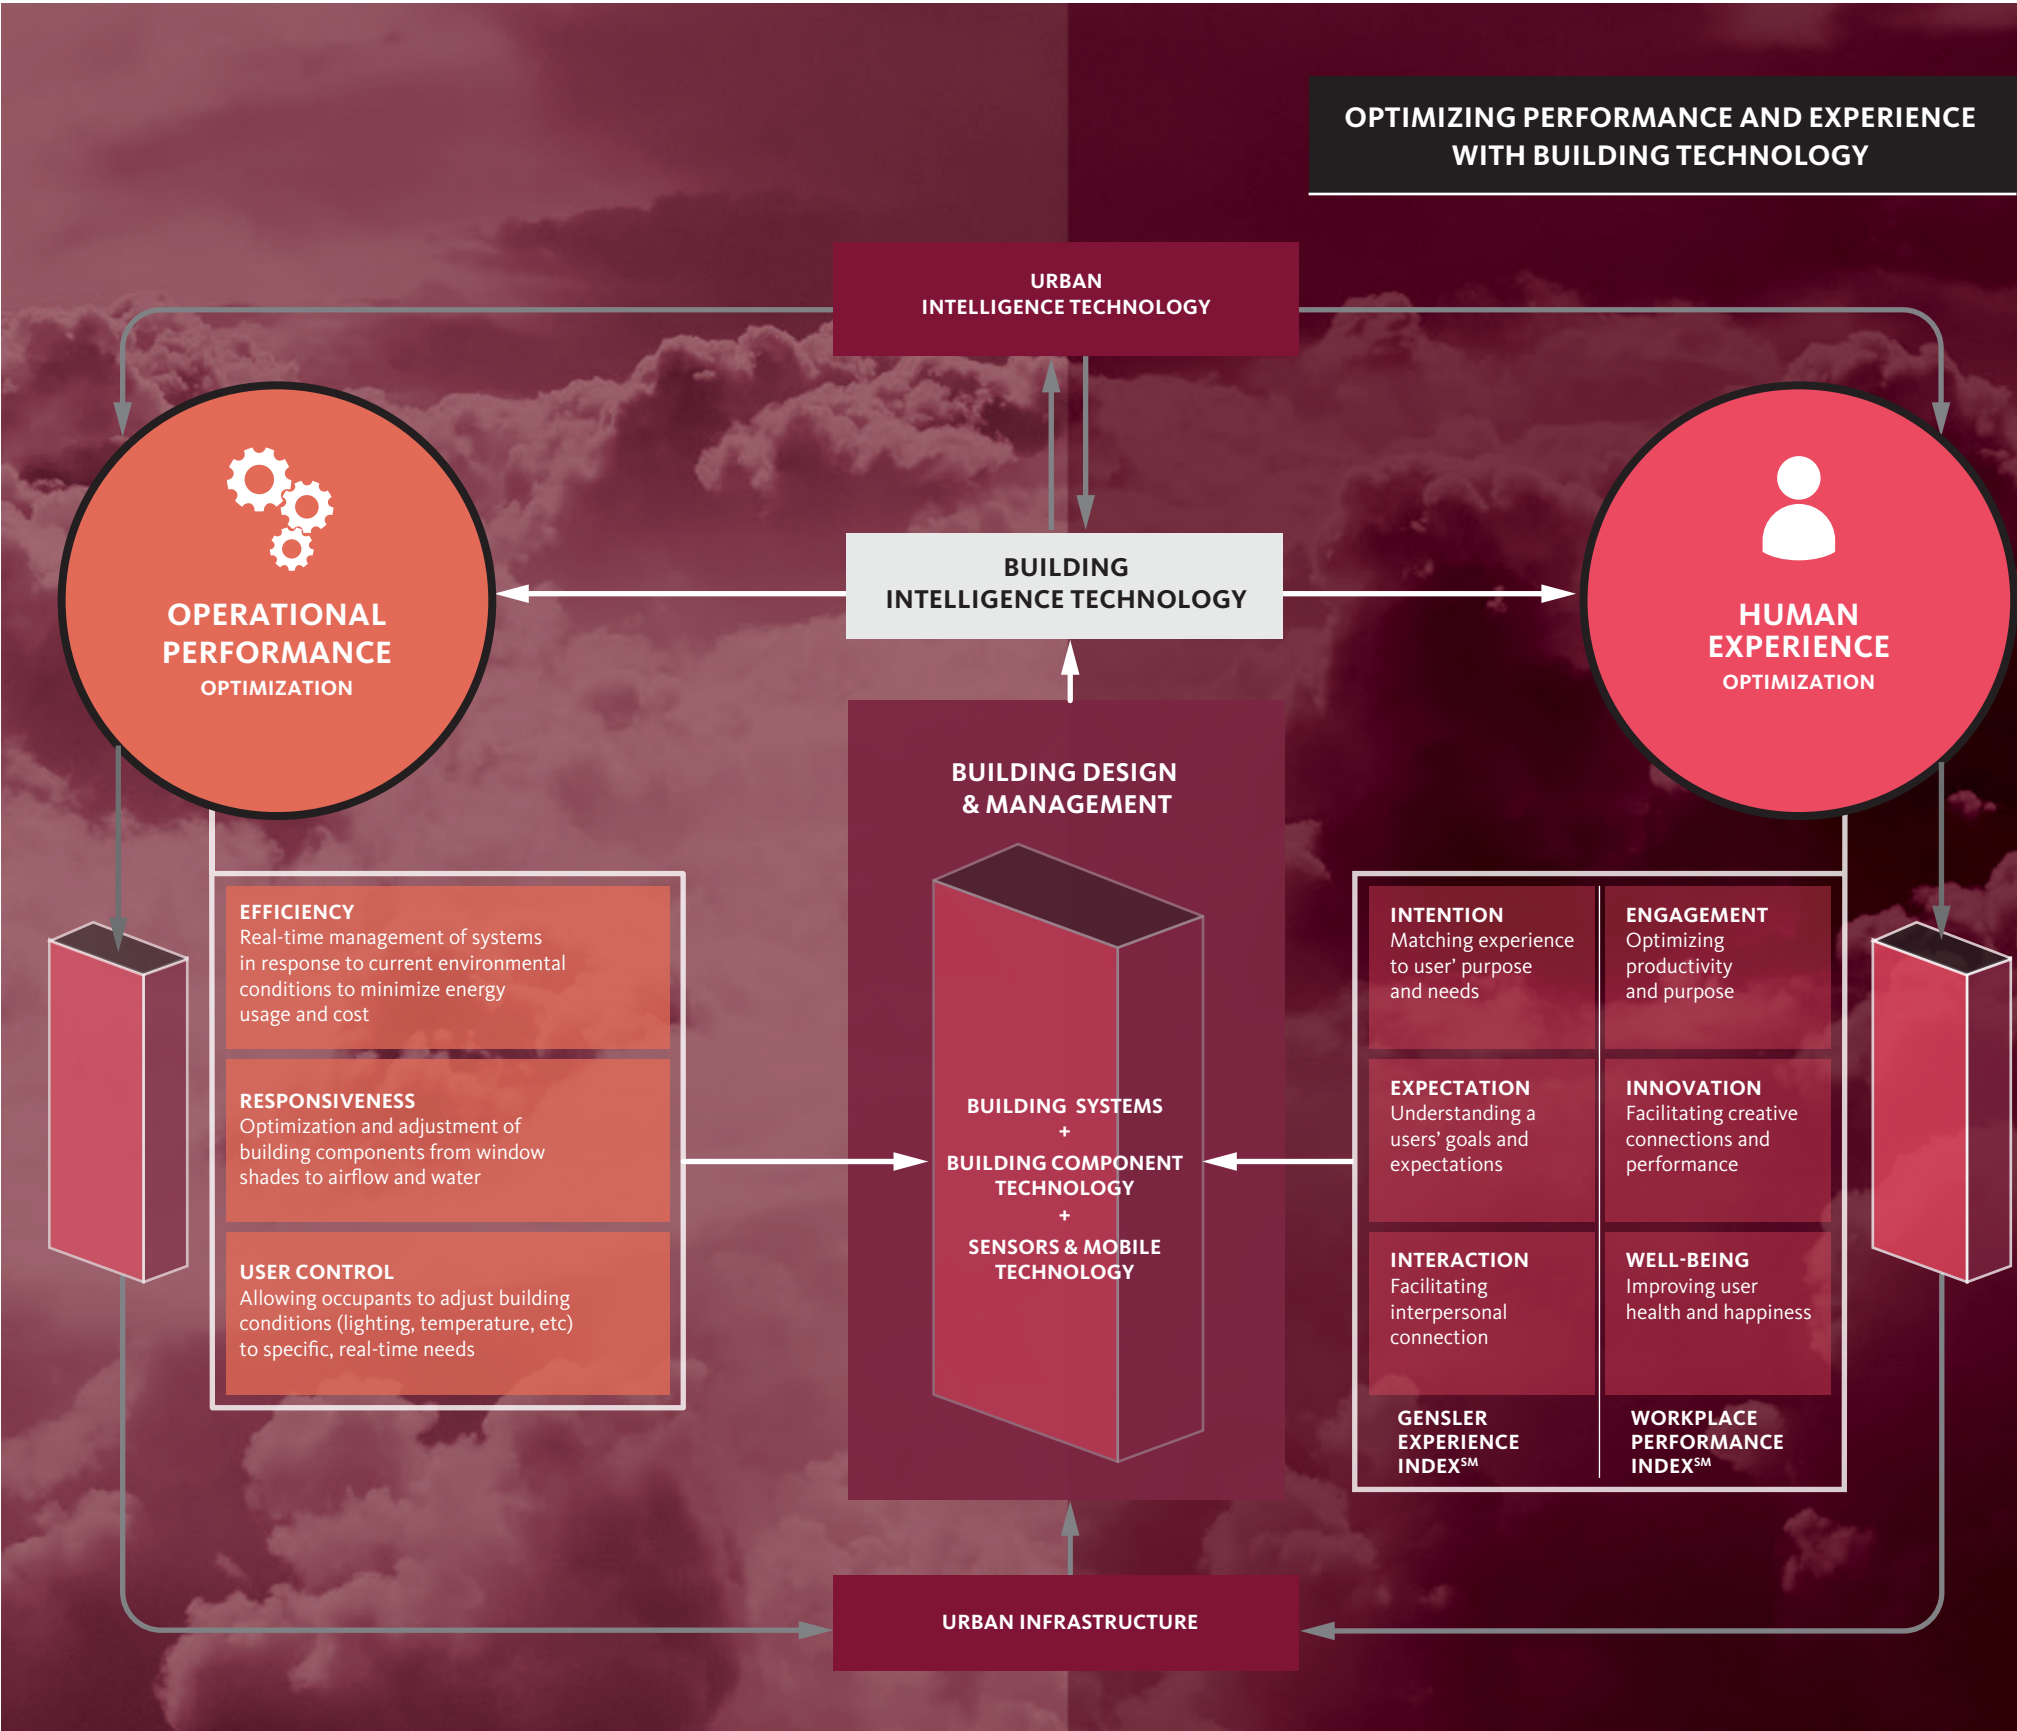 OPTIMIZING PERFORMANCE AND EXPERIENCE
WITH BUILDING TECHNOLOGY
URBAN
INTELLIGENCE TECHNOLOGY
OPERATIONAL
PERFORMANCE
OPTIMIZATION
BUILDING
INTELLIGENCE TECHNOLOGY
HUMAN
EXPERIENCE
OPTIMIZATION
EFFICIENCY
Real-time management of systems
in response to current environmental
conditions to minimize energy
usage and cost
RESPONSIVENESS
Optimization and adjustment of
building components from window
shades to airflow and water
USER CONTROL
Allowing occupants to adjust building
conditions (lighting, temperature, etc)
to specific, real-time needs
BUILDING DESIGN
& MANAGEMENT
BUILDING SYSTEMS
+
BUILDING COMPONENT
TECHNOLOGY
+
SENSORS & MOBILE
TECHNOLOGY
INTENTION
Matching experience
to user’ purpose
and needs
EXPECTATION
Understanding a
users’ goals and
expectations
INTERACTION
Facilitating
interpersonal
connection
GENSLER
EXPERIENCE
INDEX℠
ENGAGEMENT
Optimizing
productivity
and purpose
INNOVATION
Facilitating creative
connections and
performance
WELL-BEING
Improving user
health and happiness
WORKPLACE
PERFORMANCE
INDEX℠
URBAN INFRASTRUCTURE